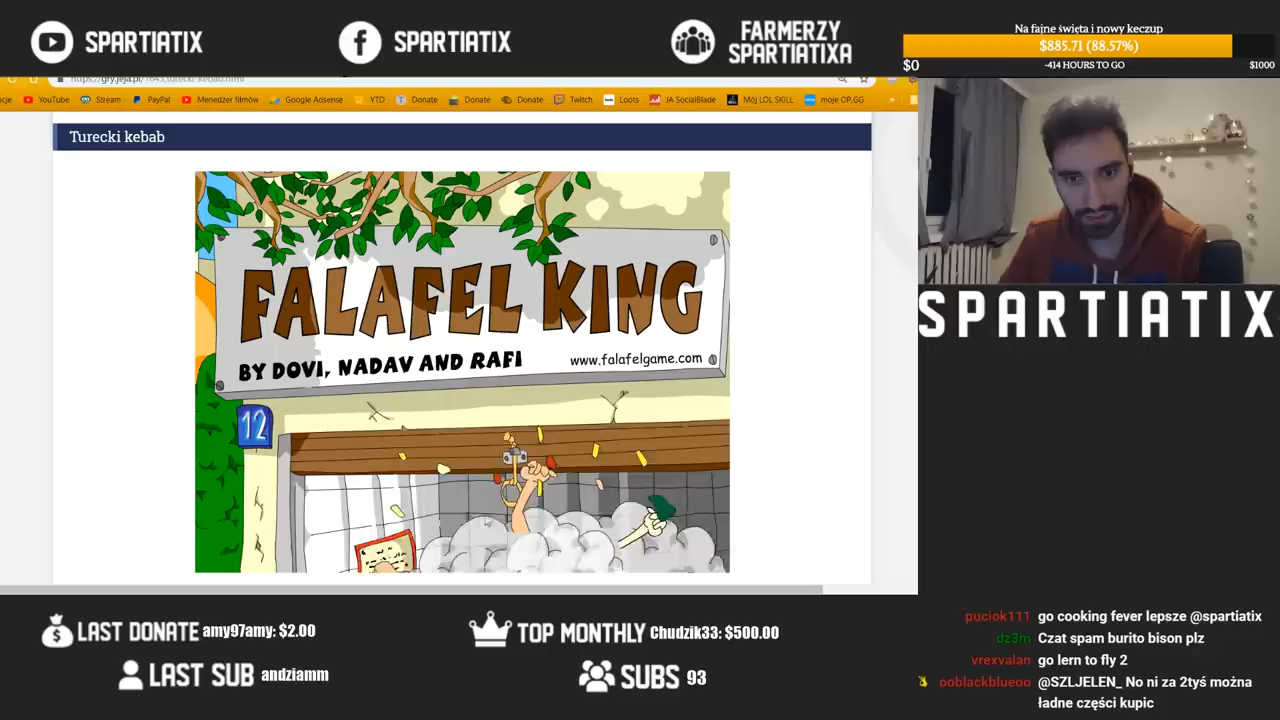 SPARTIATIX
SPARTIATIX
FARMERZY
SPARTIATIXA
Na fajne święta i nowy keczup
$885.71 (88.57%)
$0
-414 HOURS TO GO
$1000
YouTube
Stream
PayPal
Menedżer filmów
Google Adsense
YTD
Donate
Donate
Donate
Twitch
Loots
JA SocialBlade
Mój LOL SKILL
moje OP.GG
Turecki kebab
FALAFEL KING
BY DOVI, NADAV AND RAFI
www.falafelgame.com
12
SPARTIATIX
LAST DONATE amy97amy: $2.00
TOP MONTHLY Chudzik33: $500.00
LAST SUB andziamm
SUBS 93
puciok111 go cooking fever lepsze @spartiatix
dz3m Czat spam burito bison plz
vrexvalan go lern to fly 2
ooblackblueoo @SZLJELEN_ No ni za 2tyś można
ładne części kupic